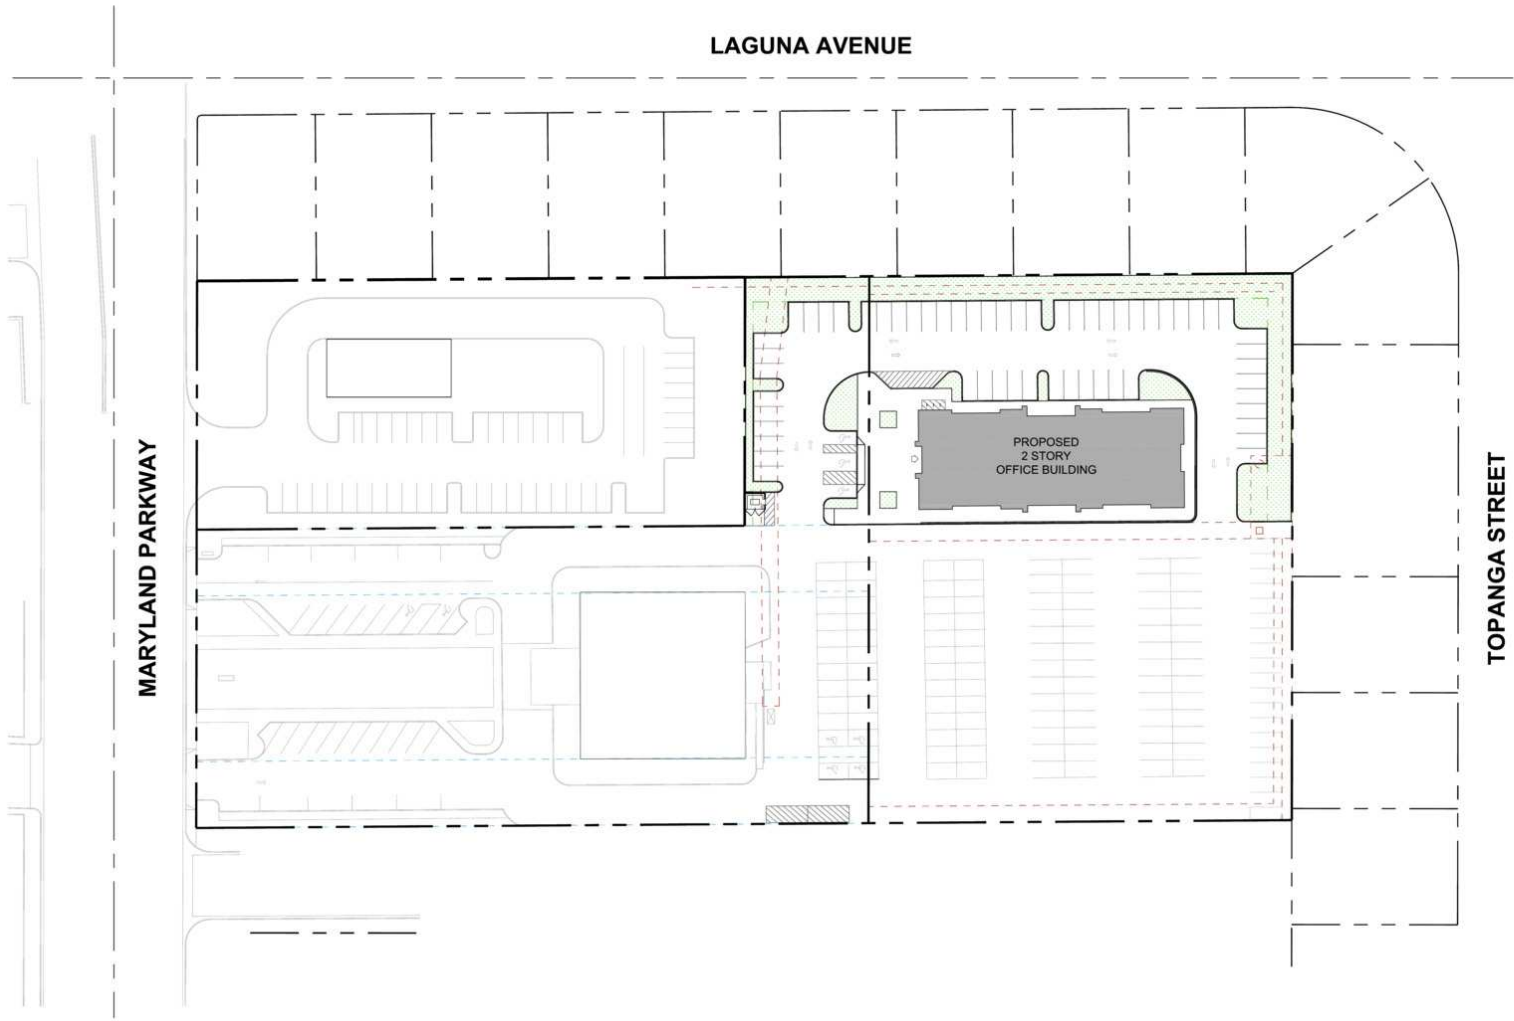 LAGUNA AVENUE
MARYLAND PARKWAY
PROPOSED
2 STORY
OFFICE BUILDING
TOPANGA STREET